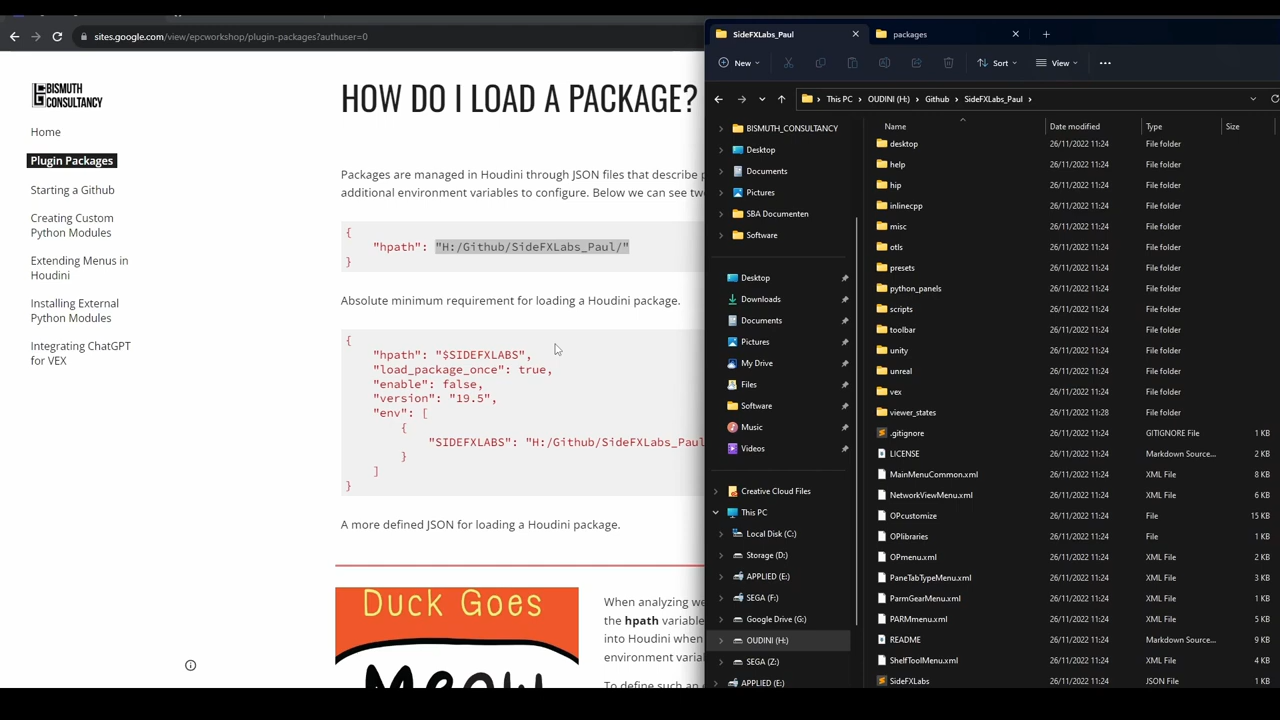 sites.google.com/view/epcworkshop/plugin-packages?authuser=0
BISMUTH
CONSULTANCY
Home
Plugin Packages
Starting a Github
Creating Custom
Python Modules
Extending Menus in
Houdini
Installing External
Python Modules
Integrating ChatGPT
for VEX
HOW DO I LOAD A PACKAGE?
Packages are managed in Houdini through JSON files that describe
additional environment variables to configure. Below we can see
{
"hpath": "H:/Github/SideFXLabs_Paul/"
}
Absolute minimum requirement for loading a Houdini package.
{
"hpath": "$SIDEFXLABS",
"load_package_once": true,
"enable": false,
"version": "19.5",
"env": [
{
"SIDEFXLABS": "H:/Github/SideFXLabs_Paul
}
]
}
A more defined JSON for loading a Houdini package.
Duck Goes
Meow
When analyzing we
the hpath variable
into Houdini when
environment varia
To define such an
SideFXLabs_Paul
packages
New
Sort
View
This PC > OUDINI (H:) > Github > SideFXLabs_Paul >
BISMUTH_CONSULTANCY
Desktop
Documents
Pictures
SBA Documenten
Software
Desktop
Downloads
Documents
Pictures
My Drive
Files
Software
Music
Videos
Creative Cloud Files
This PC
Local Disk (C:)
Storage (D:)
APPLIED (E:)
SEGA (F:)
Google Drive (G:)
OUDINI (H:)
SEGA (Z:)
APPLIED (E:)
Name Date modified Type Size
desktop 26/11/2022 11:24 File folder
help 26/11/2022 11:24 File folder
hip 26/11/2022 11:24 File folder
inlinecpp 26/11/2022 11:24 File folder
misc 26/11/2022 11:24 File folder
otls 26/11/2022 11:24 File folder
presets 26/11/2022 11:24 File folder
python_panels 26/11/2022 11:24 File folder
scripts 26/11/2022 11:24 File folder
toolbar 26/11/2022 11:24 File folder
unity 26/11/2022 11:24 File folder
unreal 26/11/2022 11:24 File folder
vex 26/11/2022 11:24 File folder
viewer_states 26/11/2022 11:28 File folder
.gitignore 26/11/2022 11:24 GITIGNORE File 1 KB
LICENSE 26/11/2022 11:24 Markdown Source... 2 KB
MainMenuCommon.xml 26/11/2022 11:24 XML File 8 KB
NetworkViewMenu.xml 26/11/2022 11:24 XML File 6 KB
OPcustomize 26/11/2022 11:24 File 15 KB
OPlibraries 26/11/2022 11:24 File 1 KB
OPmenu.xml 26/11/2022 11:24 XML File 2 KB
PaneTabTypeMenu.xml 26/11/2022 11:24 XML File 3 KB
ParmGearMenu.xml 26/11/2022 11:24 XML File 6 KB
PARMmenu.xml 26/11/2022 11:24 XML File 5 KB
README 26/11/2022 11:24 Markdown Source... 9 KB
ShelfToolMenu.xml 26/11/2022 11:24 XML File 4 KB
SideFXLabs 26/11/2022 11:24 JSON File 1 KB